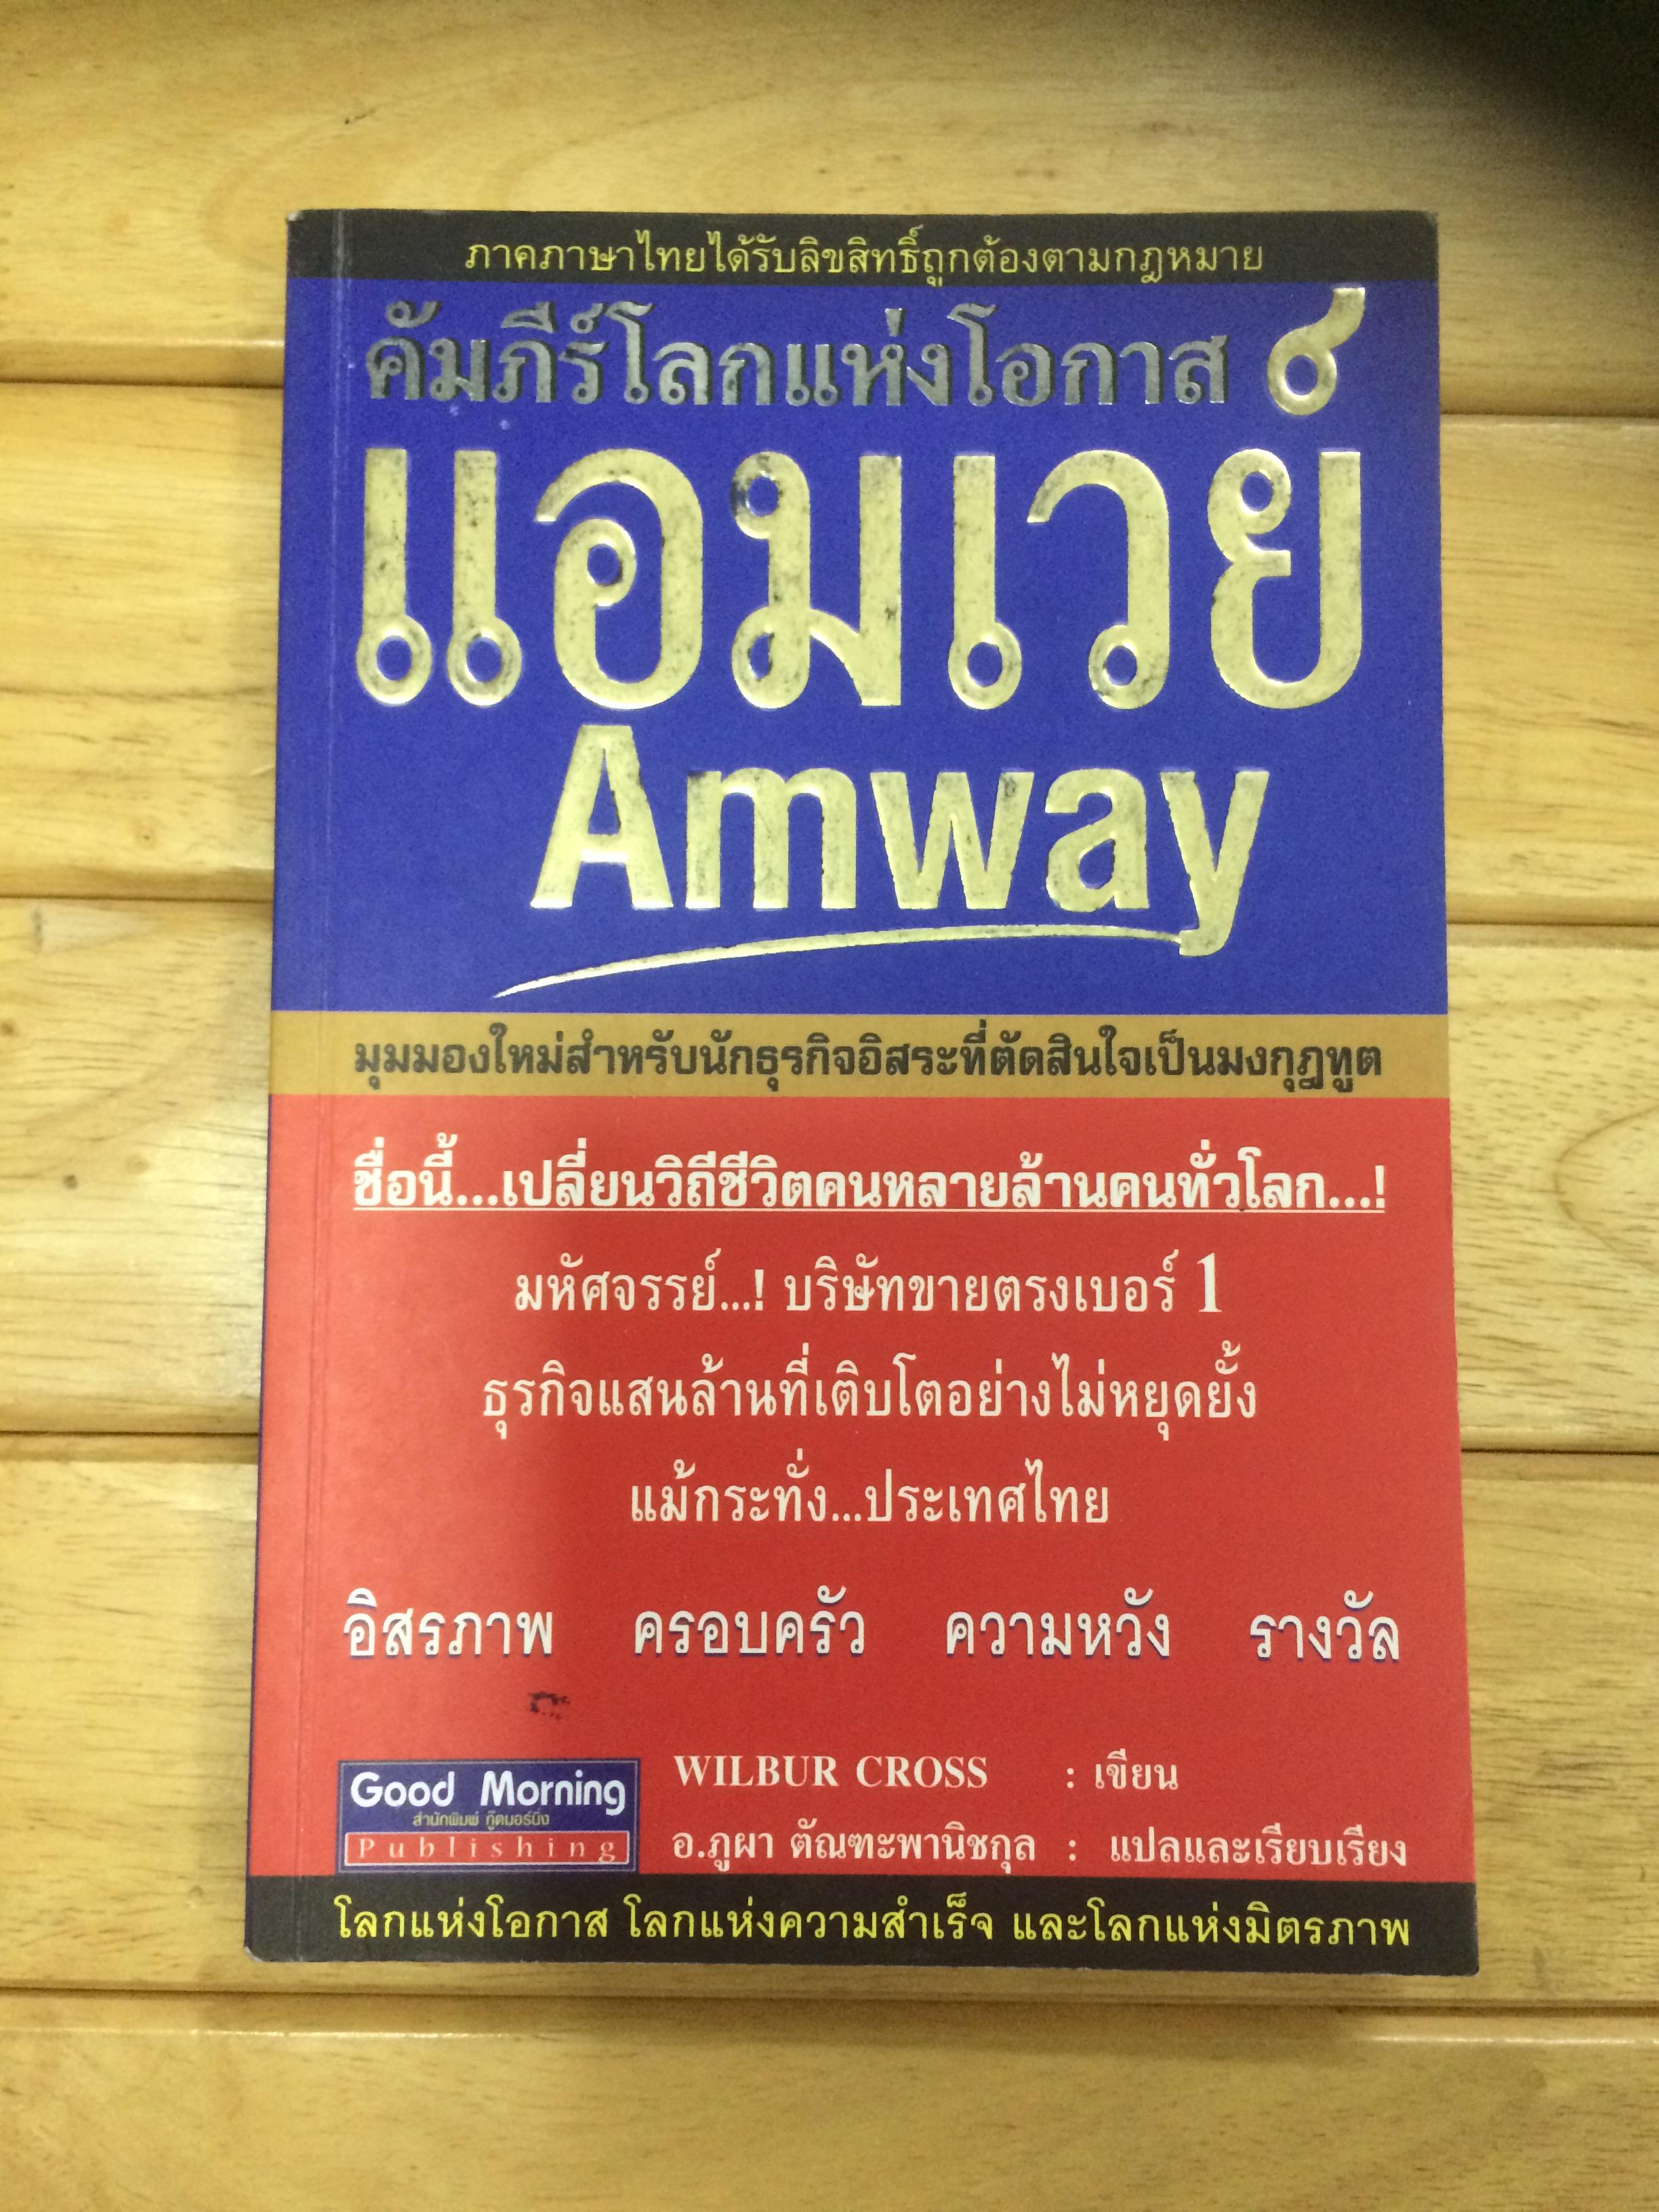 ภาคภาษาไทยได้รับลิขสิทธิ์ถูกต้องตามกฎหมาย
คัมภีร์โลกแห่งโอกาส
แอมเวย์
Amway
มุมมองใหม่สำหรับนักธุรกิจอิสระที่ตัดสินใจเป็นมงกุฎทูต
ชื่อนี้...เปลี่ยนวิถีชีวิตคนหลายล้านคนทั่วโลก...!
มหัศจรรย์...! บริษัทขายตรงเบอร์ 1
ธุรกิจแสนล้านที่เติบโตอย่างไม่หยุดยั้ง
แม้กระทั่ง...ประเทศไทย
อิสรภาพ ครอบครัว ความหวัง รางวัล
Good Morning
สำนักพิมพ์ กู๊ดมอร์นิ่ง
Publishing
WILBUR CROSS : เขียน
อ.ภูผา ตัณฑะพานิชกุล : แปลและเรียบเรียง
โลกแห่งโอกาส โลกแห่งความสำเร็จ และโลกแห่งมิตรภาพ